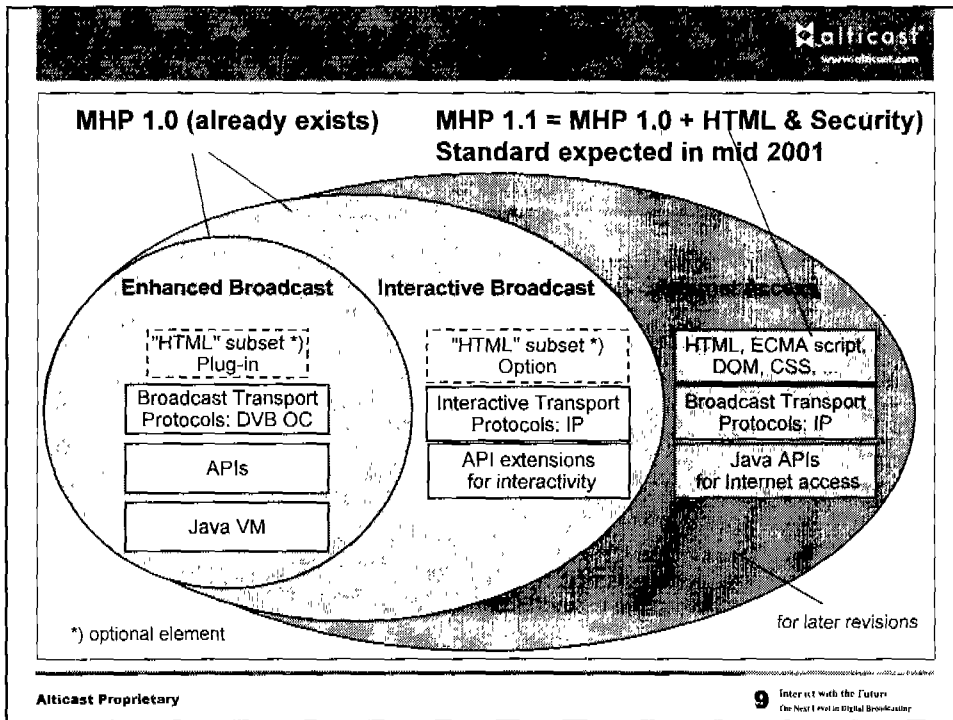 alticast
www.alticast.com
MHP 1.0 (already exists)
MHP 1.1 = MHP 1.0 + HTML & Security)
Standard expected in mid 2001
Enhanced Broadcast
Interactive Broadcast
Access
"HTML" subset *)
Plug-in
Broadcast Transport
Protocols: DVB OC
APIs
Java VM
"HTML" subset *)
Option
Interactive Transport
Protocols: IP
API extensions
for interactivity
HTML, ECMA script,
DOM, CSS, ...
Broadcast Transport
Protocols: IP
Java APIs
for Internet access
*) optional element
for later revisions
Alticast Proprietary
9
Interact with the Future
The Next Level in Digital Broadcasting